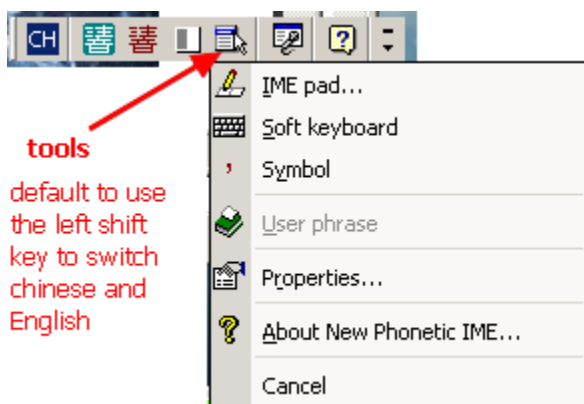 CH
IME pad...
Soft keyboard
Symbol
User phrase
Properties...
About New Phonetic IME...
Cancel
tools
default to use
the left shift
key to switch
chinese and
English